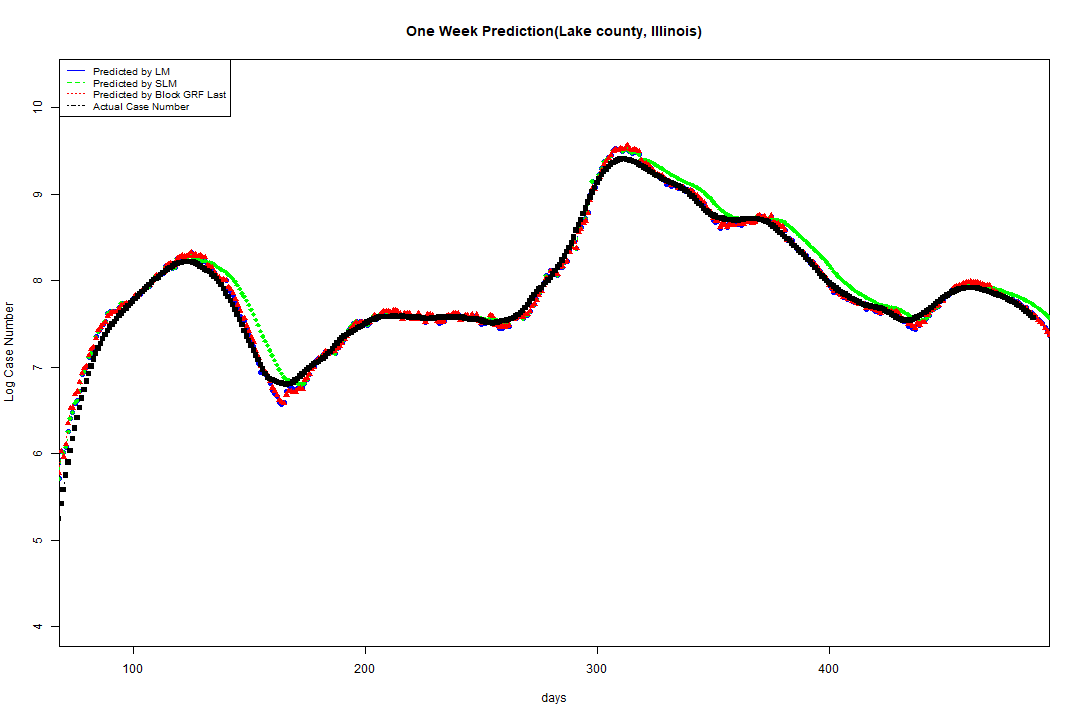 One Week Prediction(Lake county, Illinois)
Predicted by LM
Predicted by SLM
Predicted by Block GRF Last
Actual Case Number
10
9
8
7
6
5
4
Log Case Number
100 200 300 400
days